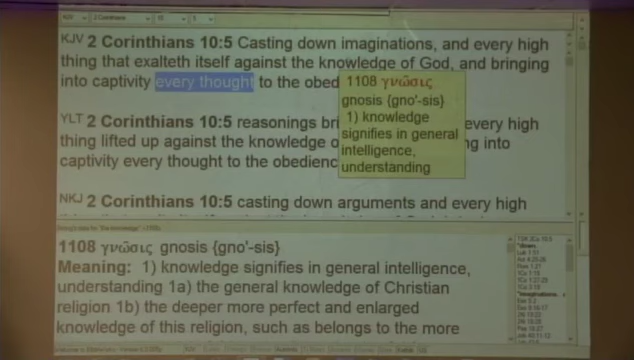 KJV 2 Corinthians 10:5 Casting down imaginations, and every high
thing that exalteth itself against the knowledge of God, and bringing
into captivity every thought to the obed
1108 γνῶσις
gnosis {gno'-sis}
1) knowledge
signifies in general
intelligence,
understanding
YLT 2 Corinthians 10:5 reasonings bri every high
thing lifted up against the knowledge o ng into
captivity every thought to the obedienc
NKJ 2 Corinthians 10:5 casting down arguments and every high
1108 γνῶσις gnosis {gno'-sis}
Meaning: 1) knowledge signifies in general intelligence,
understanding 1a) the general knowledge of Christian
religion 1b) the deeper more perfect and enlarged
knowledge of this religion, such as belongs to the more